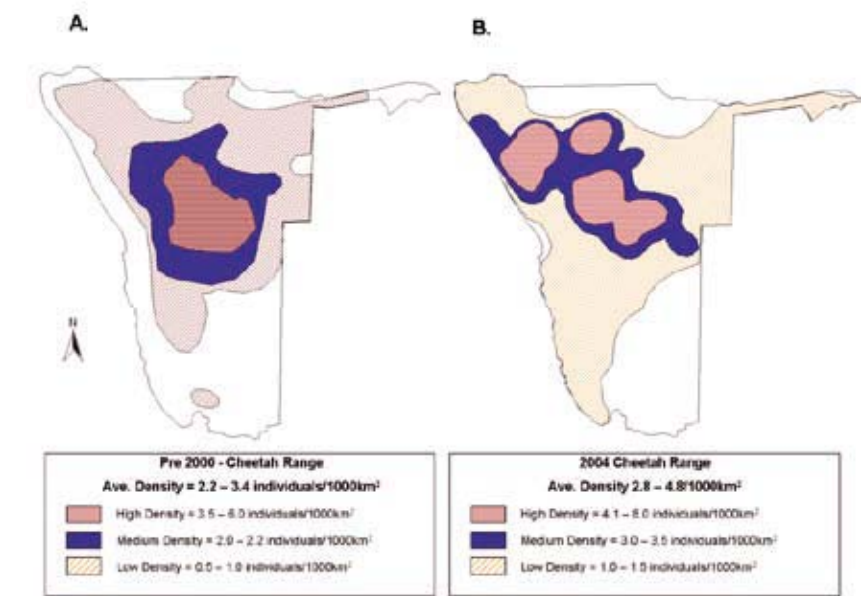 A.
B.
N
Pre 2000 - Cheetah Range
Ave. Density = 2.2 – 3.4 individuals/1000km²
High Density = 3.5 – 6.0 individuals/1000km²
Medium Density = 2.0 – 2.2 individuals/1000km²
Low Density = 0.5 – 1.0 individuals/1000km²
2004 Cheetah Range
Ave. Density 2.8 – 4.8/1000km²
High Density = 4.1 – 8.0 individuals/1000km²
Medium Density = 3.0 – 3.5 individuals/1000km²
Low Density = 1.0 – 1.5 individuals/1000km²